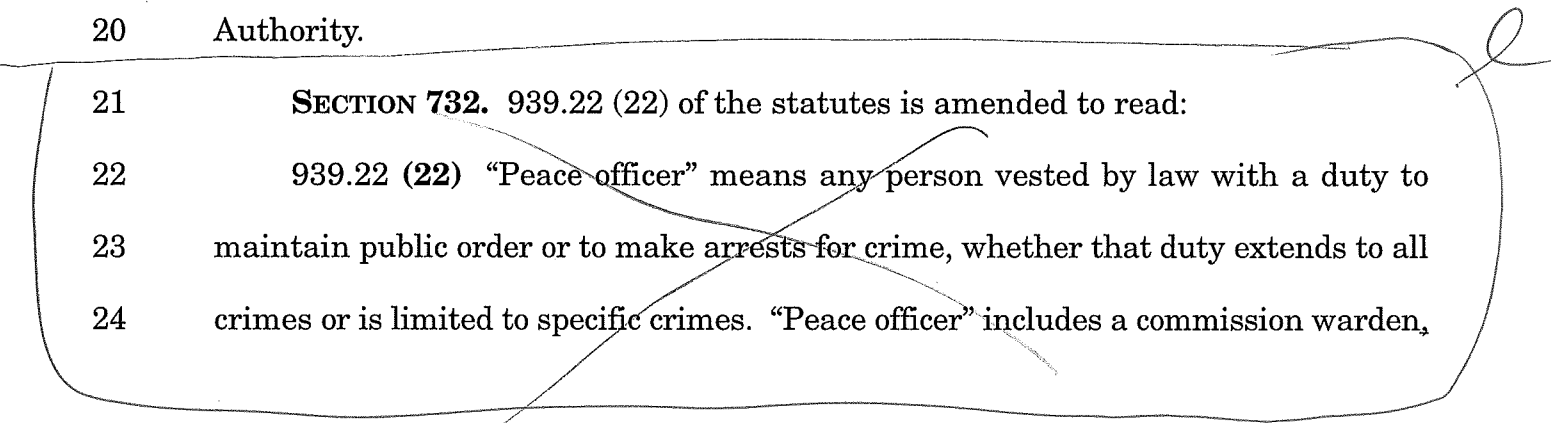 20 Authority.
21 SECTION 732. 939.22 (22) of the statutes is amended to read:
22 939.22 (22) “Peace officer” means any person vested by law with a duty to
23 maintain public order or to make arrests for crime, whether that duty extends to all
24 crimes or is limited to specific crimes. “Peace officer” includes a commission warden,